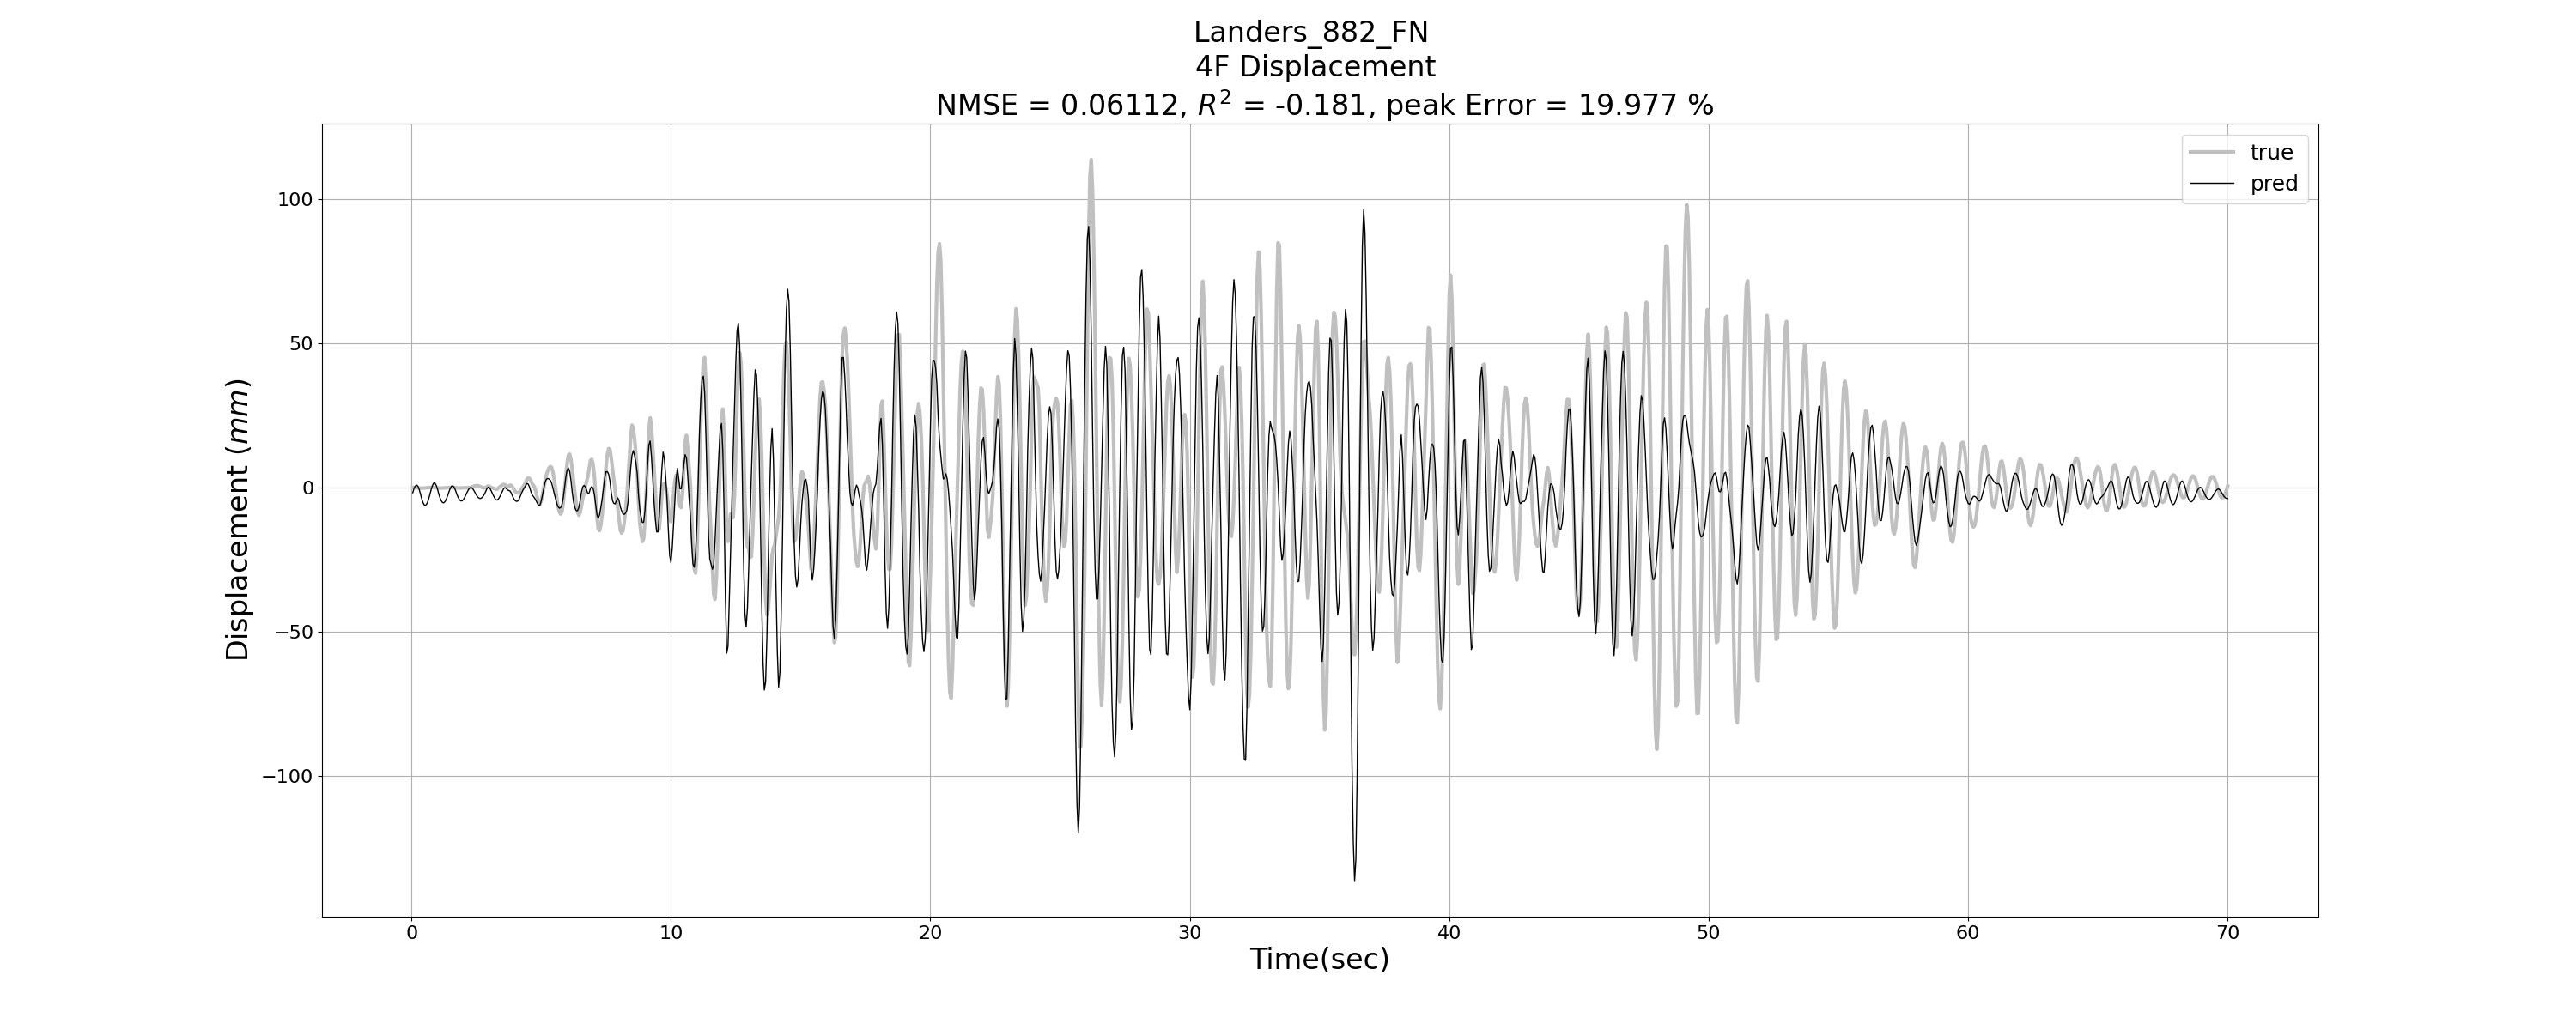 Landers_882_FN
4F Displacement
NMSE = 0.06112, R² = -0.181, peak Error = 19.977 %
true
pred
Displacement (mm)
100
50
0
−50
−100
0 10 20 30 40 50 60 70
Time(sec)